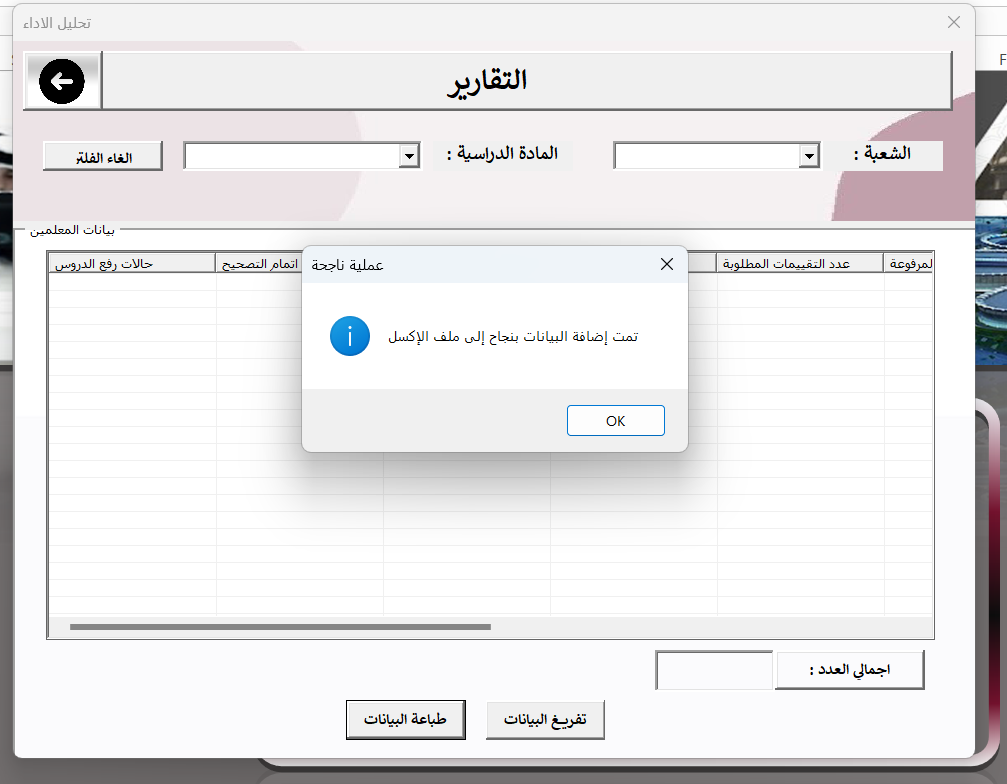 تحليل الاداء
التقارير
الشعبة :
المادة الدراسية :
الغاء الفلتر
بيانات المعلمين
المرفوعة
عدد التقييمات المطلوبة
اتمام التصحيح
حالات رفع الدروس
عملية ناجحة
تمت إضافة البيانات بنجاح إلى ملف الإكسل
OK
اجمالي العدد :
تفريغ البيانات
طباعة البيانات
F